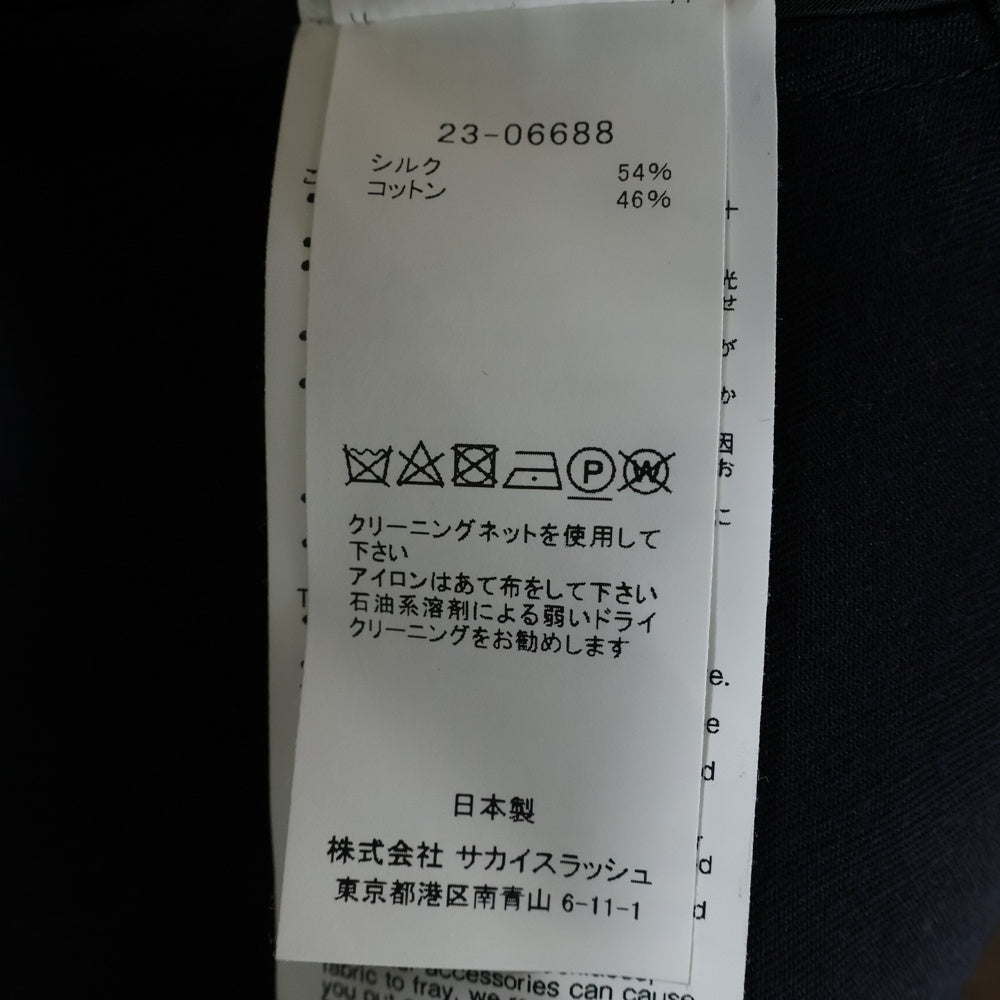 23-06688
シルク 54%
コットン 46%
P W
クリーニングネットを使用して
下さい
アイロンはあて布をして下さい
石油系溶剤による弱いドライ
クリーニングをお勧めします
日本製
株式会社 サカイスラッシュ
東京都港区南青山 6-11-1
accessories can cause
fabric to fray, we
you put